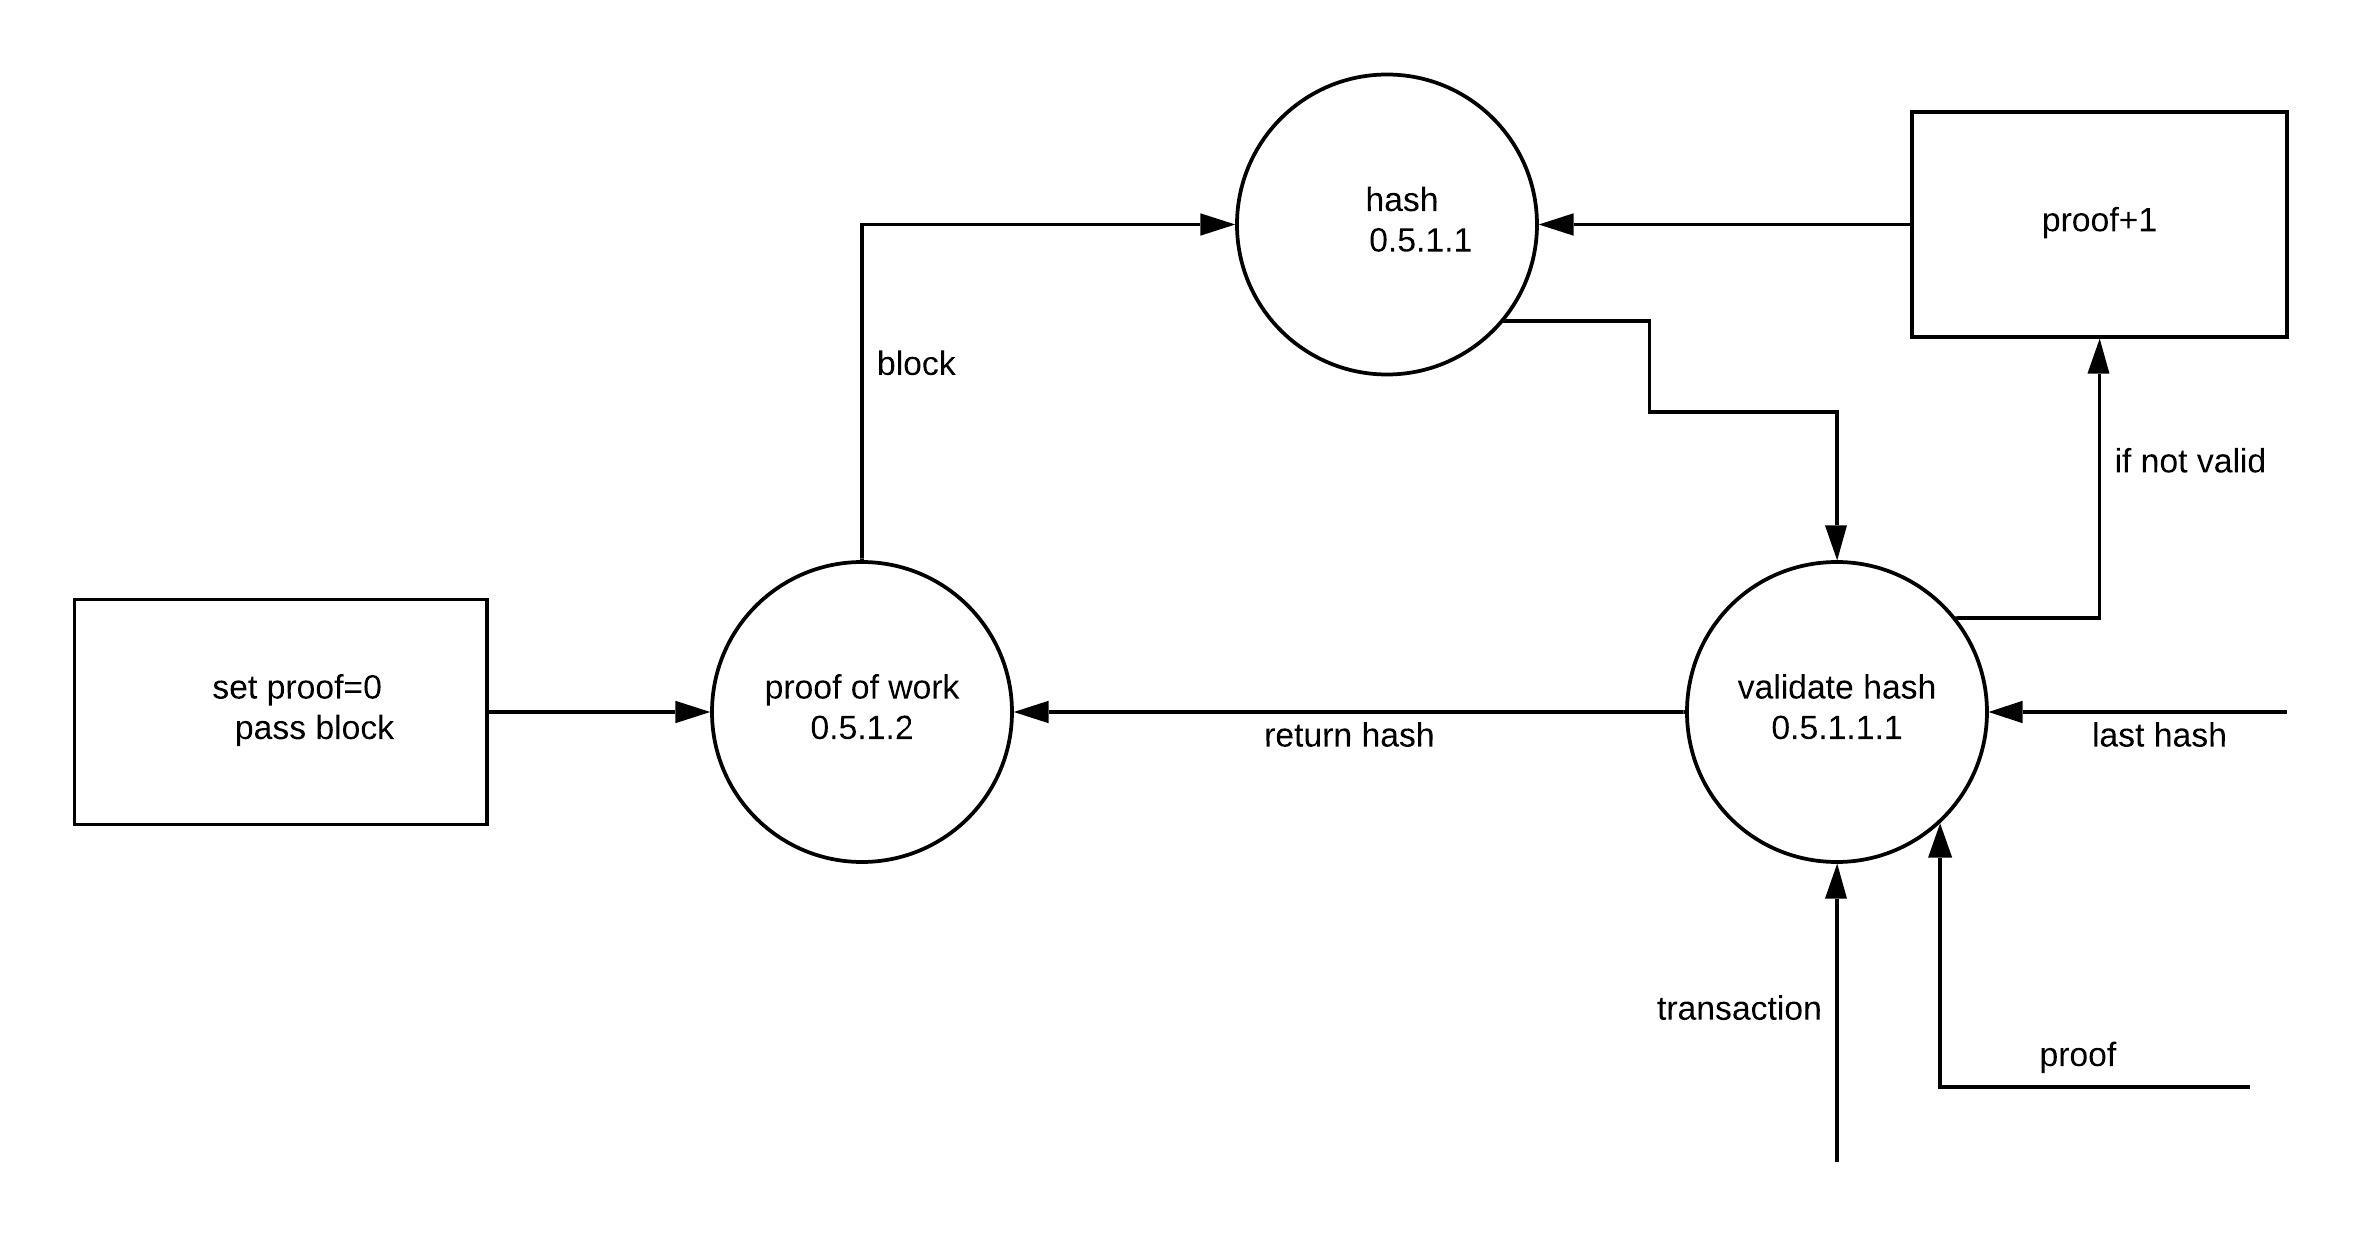 hash
0.5.1.1
proof+1
block
if not valid
set proof=0
pass block
proof of work
0.5.1.2
return hash
validate hash
0.5.1.1.1
last hash
transaction
proof